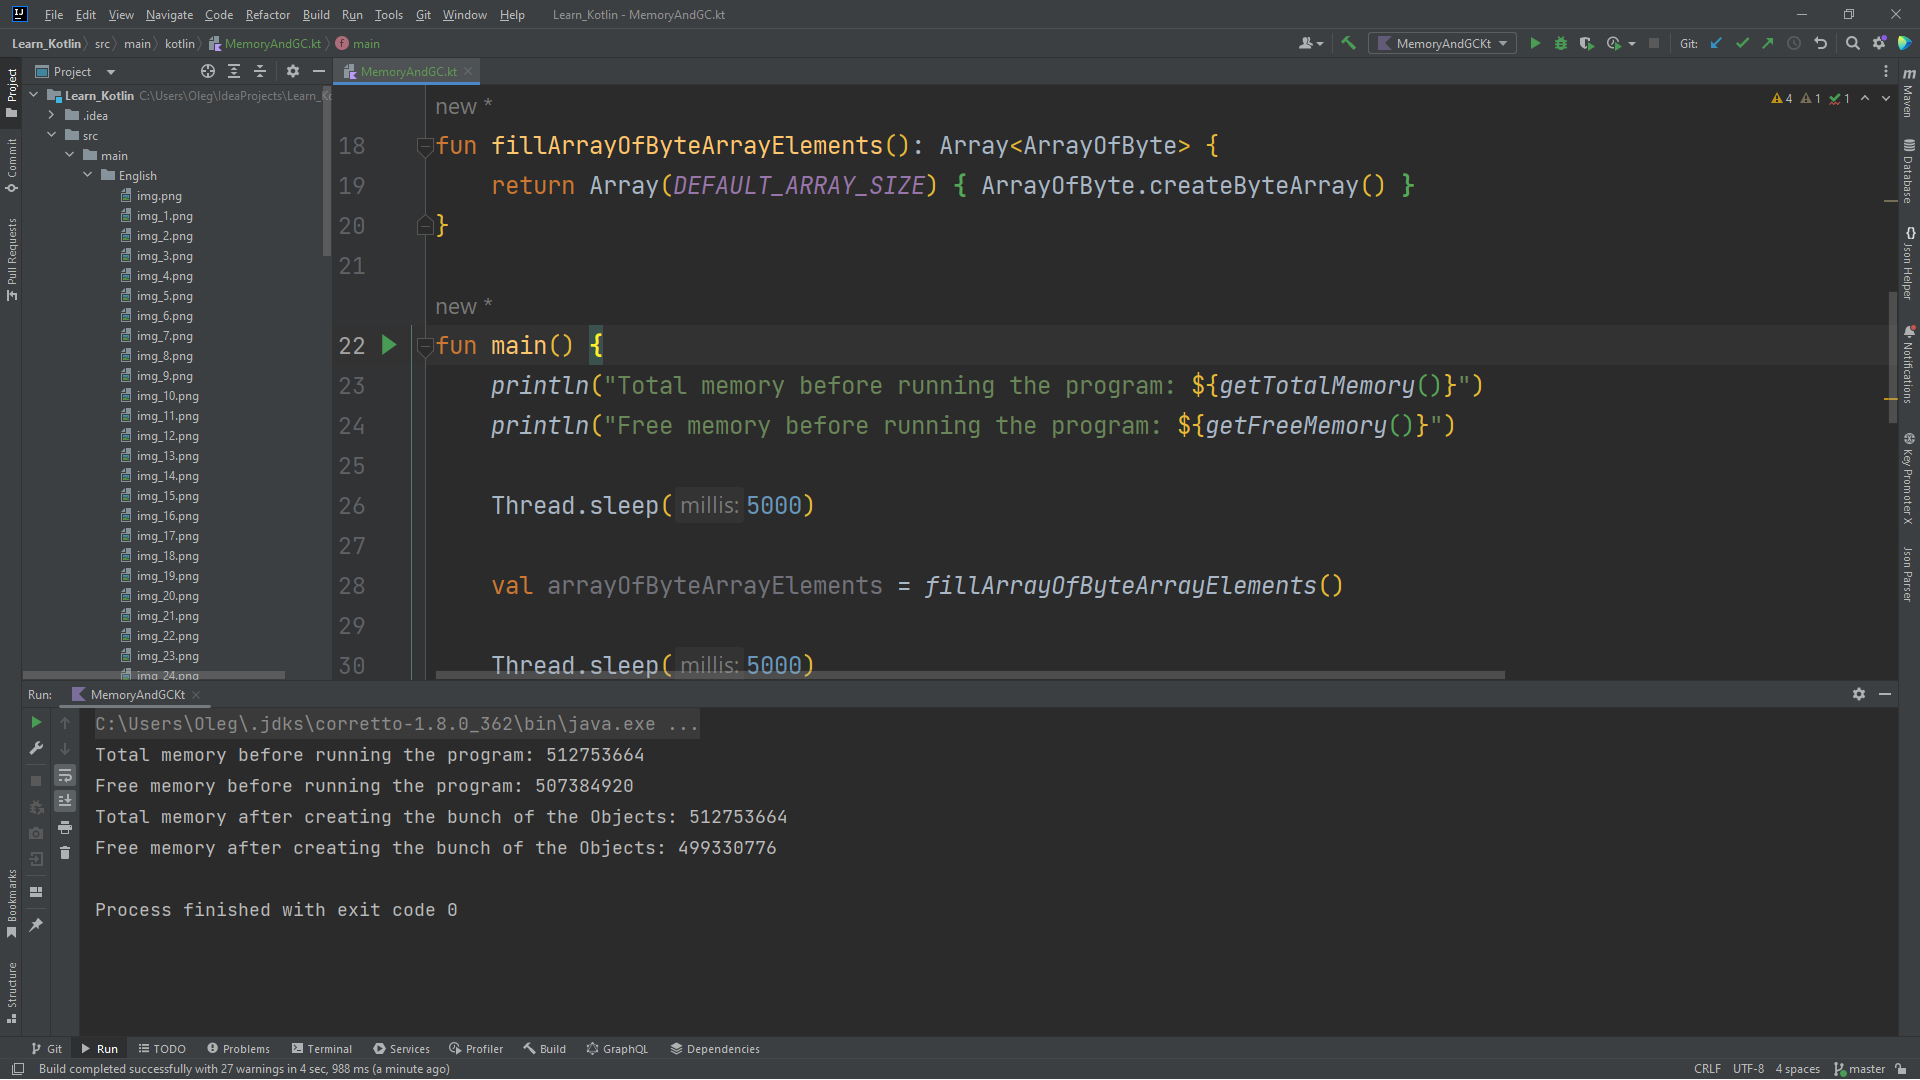 File Edit View Navigate Code Refactor Build Run Tools Git Window Help Learn_Kotlin - MemoryAndGC.kt
Learn_Kotlin src main kotlin MemoryAndGC.kt main MemoryAndGCKt Git:
Project MemoryAndGC.kt
Learn_Kotlin C:\Users\Oleg\IdeaProjects\Learn_Ko
.idea
src
main
English
img.png
img_1.png
img_2.png
img_3.png
img_4.png
img_5.png
img_6.png
img_7.png
img_8.png
img_9.png
img_10.png
img_11.png
img_12.png
img_13.png
img_14.png
img_15.png
img_16.png
img_17.png
img_18.png
img_19.png
img_20.png
img_21.png
img_22.png
img_23.png
img_24.png
Project
Commit
Pull Requests
Bookmarks
Structure
4 1 1
new *
18 fun fillArrayOfByteArrayElements(): Array<ArrayOfByte> {
19 return Array(DEFAULT_ARRAY_SIZE) { ArrayOfByte.createByteArray() }
20 }
21
new *
22 fun main() {
23 println("Total memory before running the program: ${getTotalMemory()}")
24 println("Free memory before running the program: ${getFreeMemory()}")
25
26 Thread.sleep( millis: 5000)
27
28 val arrayOfByteArrayElements = fillArrayOfByteArrayElements()
29
30 Thread.sleep( millis: 5000)
m Maven
Database
{} Json Helper
Notifications
Key Promoter X
Json Parser
Run: MemoryAndGCKt
C:\Users\Oleg\.jdks\corretto-1.8.0_362\bin\java.exe ...
Total memory before running the program: 512753664
Free memory before running the program: 507384920
Total memory after creating the bunch of the Objects: 512753664
Free memory after creating the bunch of the Objects: 499330776
Process finished with exit code 0
Git Run TODO Problems Terminal Services Profiler Build GraphQL Dependencies
Build completed successfully with 27 warnings in 4 sec, 988 ms (a minute ago) CRLF UTF-8 4 spaces master